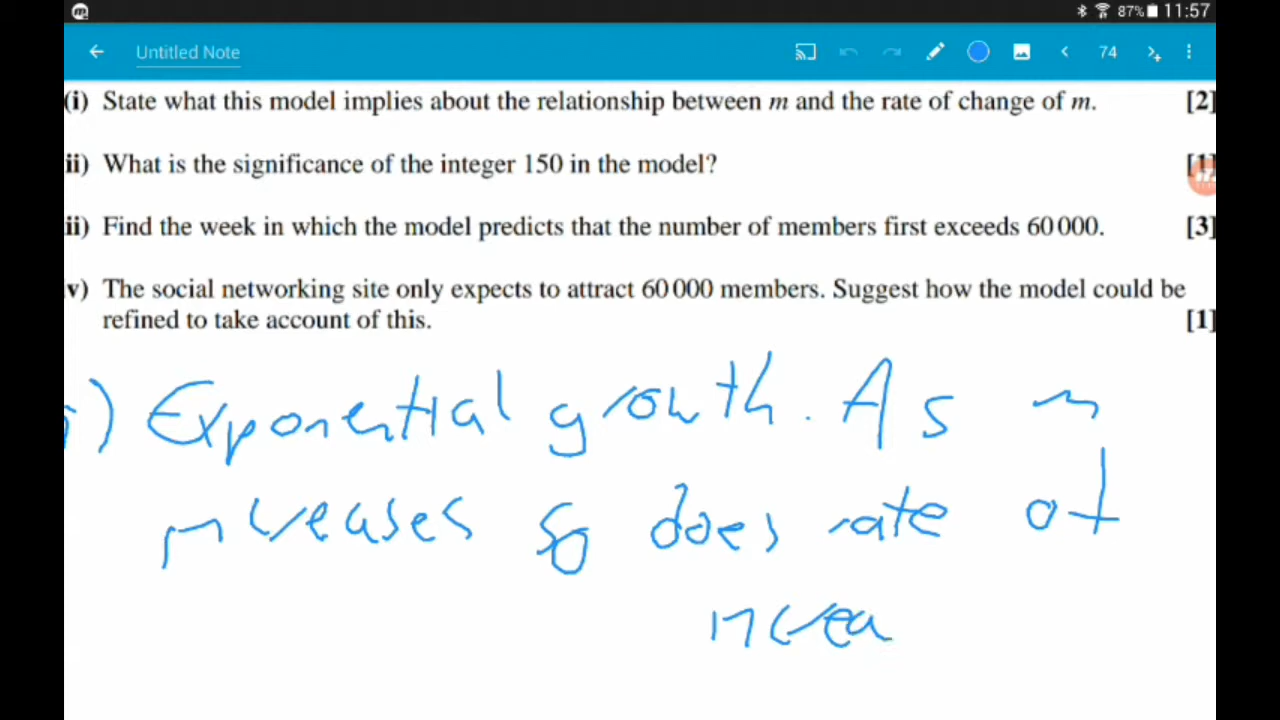 87% 11:57
Untitled Note
74
(i) State what this model implies about the relationship between m and the rate of change of m. [2]
ii) What is the significance of the integer 150 in the model?
ii) Find the week in which the model predicts that the number of members first exceeds 60 000. [3]
v) The social networking site only expects to attract 60 000 members. Suggest how the model could be
refined to take account of this. [1]
) Exponential growth. As m
increases so does rate of
increa